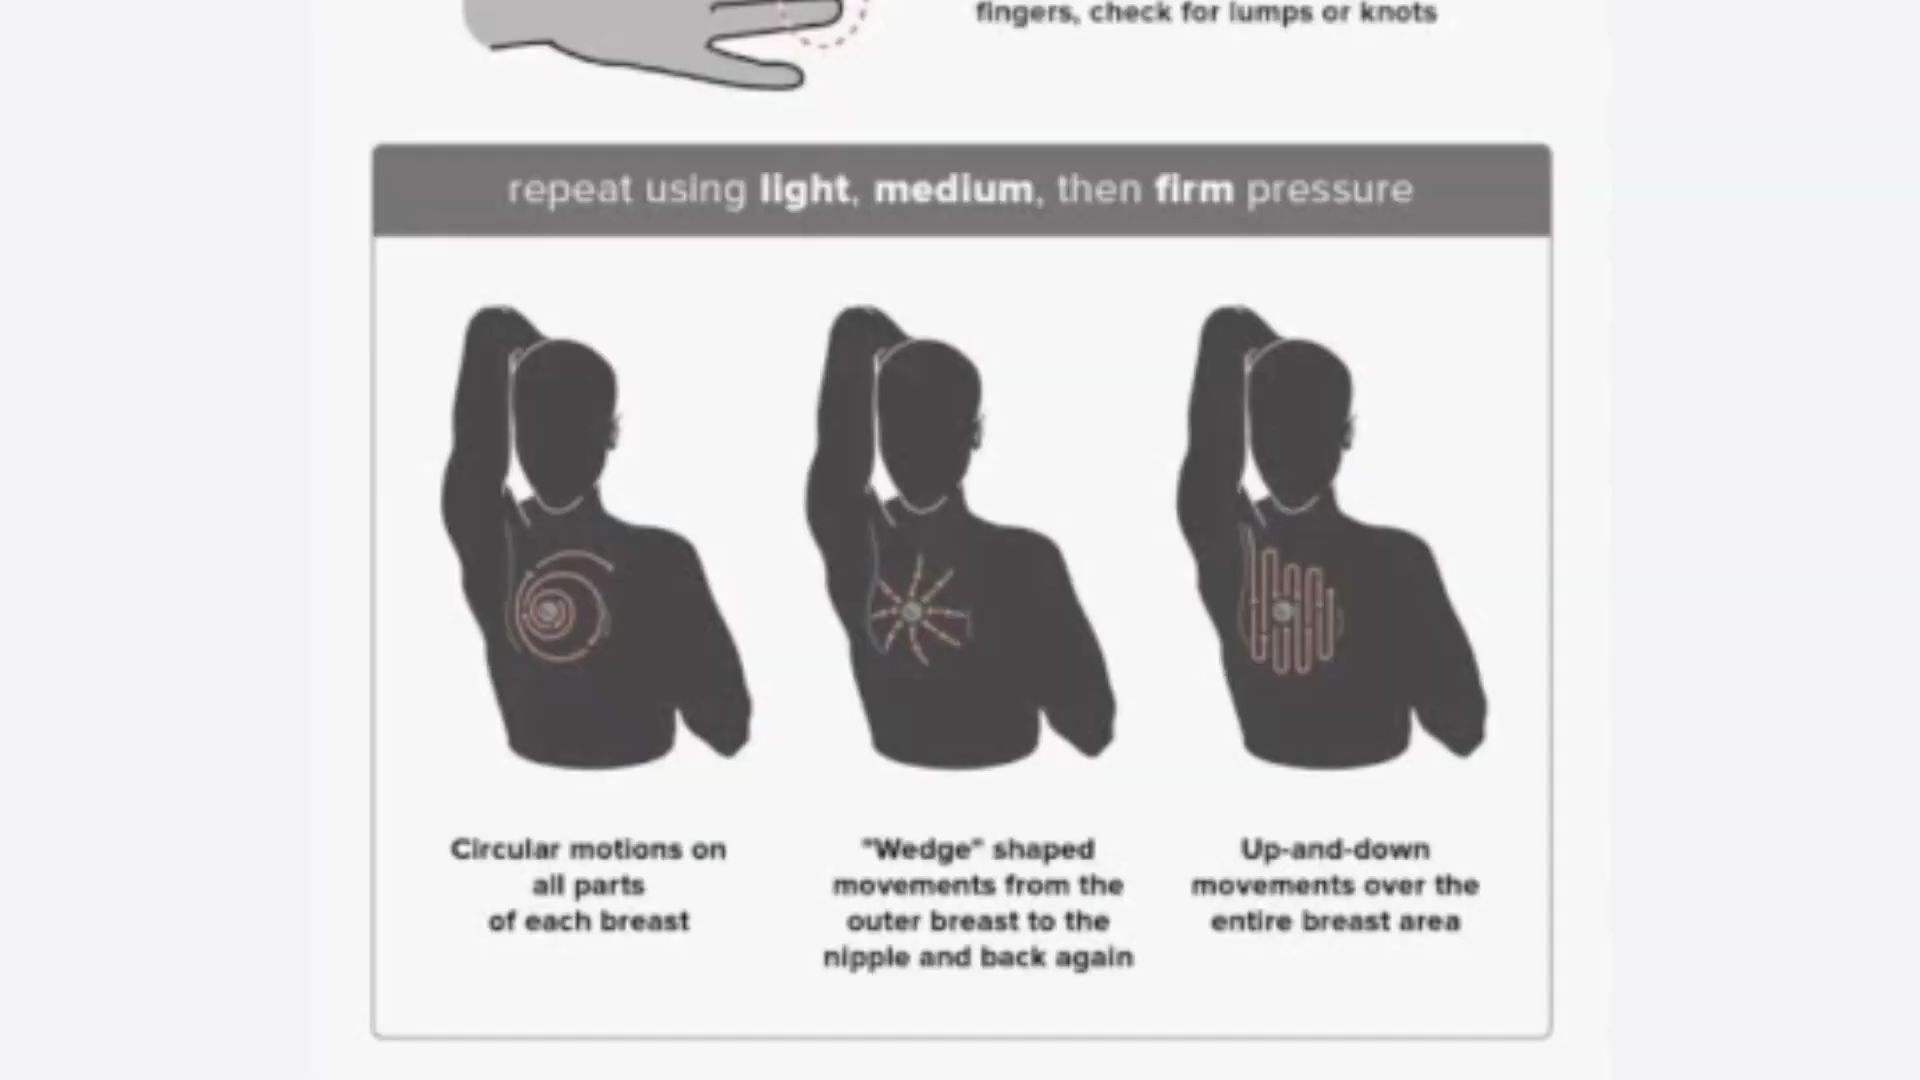 fingers, check for lumps or knots
repeat using light, medium, then firm pressure
Circular motions on
all parts
of each breast
"Wedge" shaped
movements from the
outer breast to the
nipple and back again
Up-and-down
movements over the
entire breast area